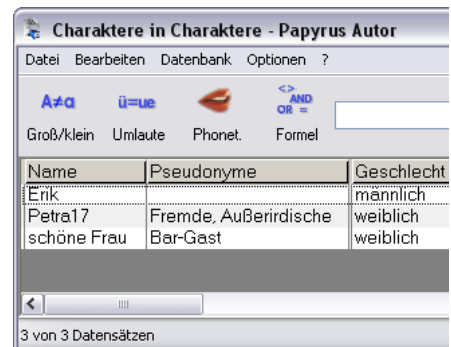 Charaktere in Charaktere - Papyrus Autor
Datei Bearbeiten Datenbank Optionen ?
A≠a ü=ue <> AND OR =
Groß/klein Umlaute Phonet. Formel
Name Pseudonyme Geschlecht
Erik männlich
Petra17 Fremde, Außerirdische weiblich
schöne Frau Bar-Gast weiblich
3 von 3 Datensätzen